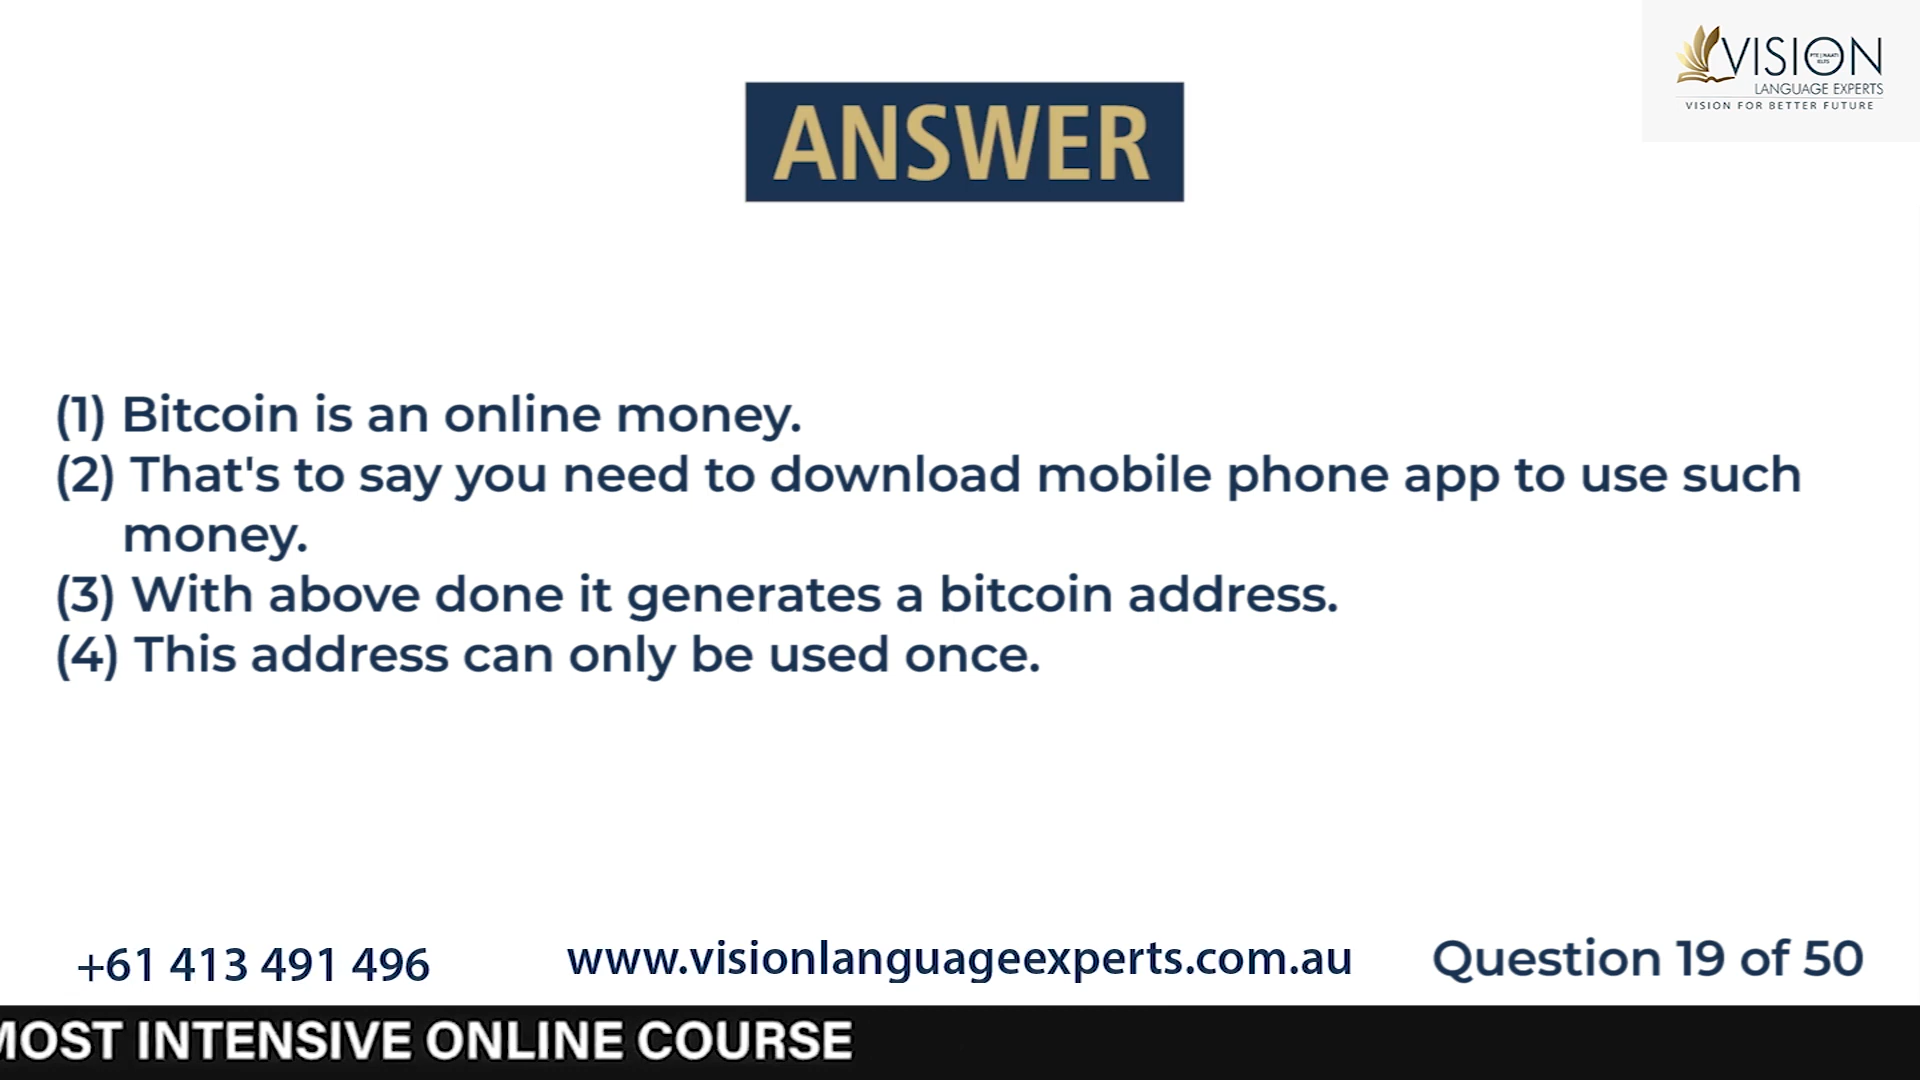 VISION
LANGUAGE EXPERTS
VISION FOR BETTER FUTURE
ANSWER
(1) Bitcoin is an online money.
(2) That's to say you need to download mobile phone app to use such
money.
(3) With above done it generates a bitcoin address.
(4) This address can only be used once.
+61 413 491 496
www.visionlanguageexperts.com.au
Question 19 of 50
MOST INTENSIVE ONLINE COURSE